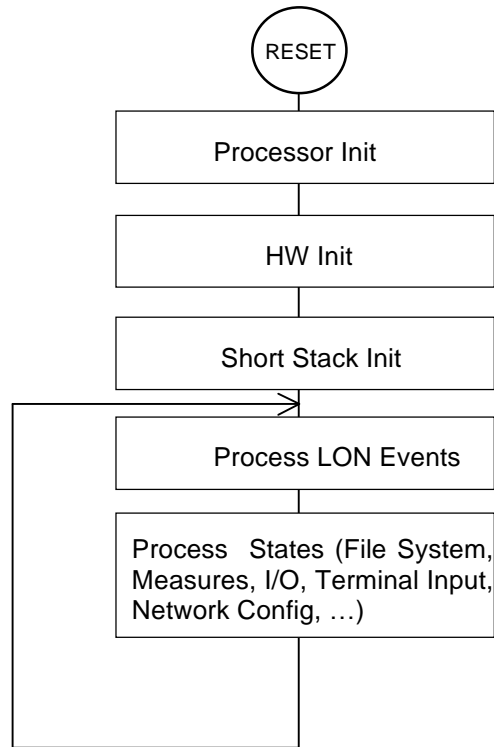 RESET
Processor Init
HW Init
Short Stack Init
Process LON Events
Process States (File System,
Measures, I/O, Terminal Input,
Network Config, …)